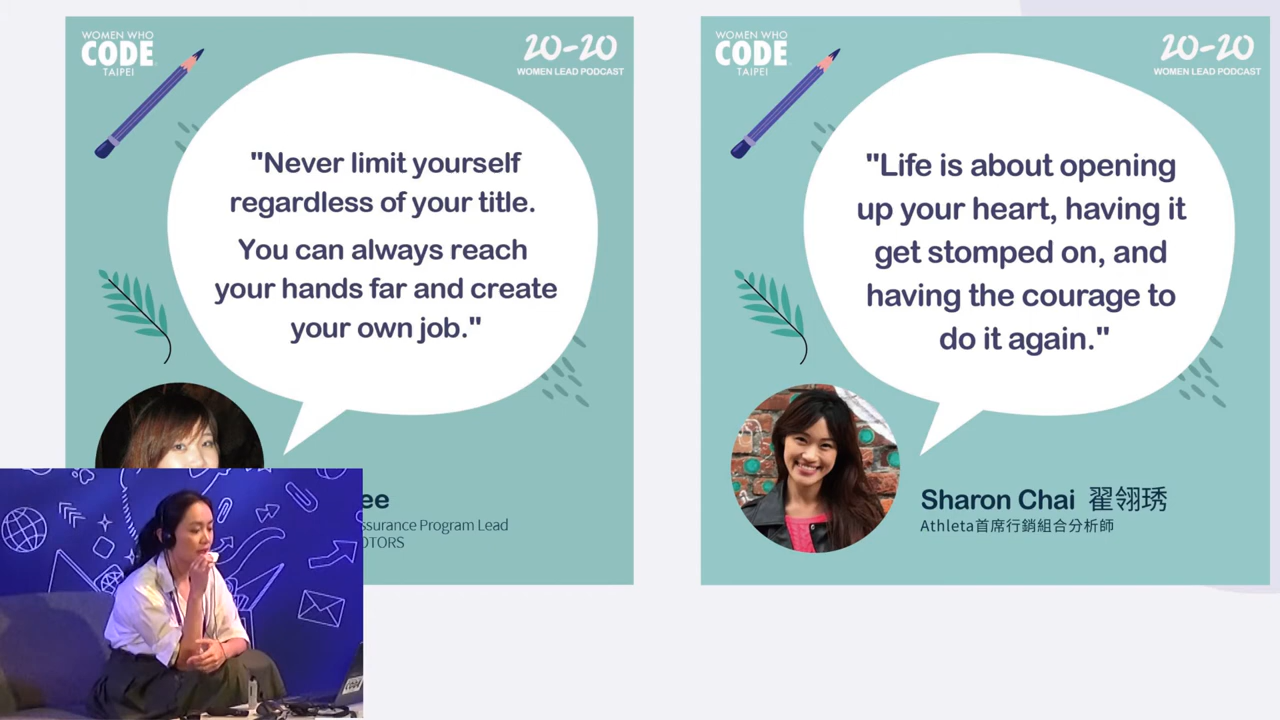 WOMEN WHO
CODE
TAIPEI
20-20
WOMEN LEAD PODCAST
"Never limit yourself
regardless of your title.
You can always reach
your hands far and create
your own job."
ee
ssurance Program Lead
OTORS
WOMEN WHO
CODE
TAIPEI
20-20
WOMEN LEAD PODCAST
"Life is about opening
up your heart, having it
get stomped on, and
having the courage to
do it again."
Sharon Chai 翟翎琇
Athleta首席行銷組合分析師
CODE